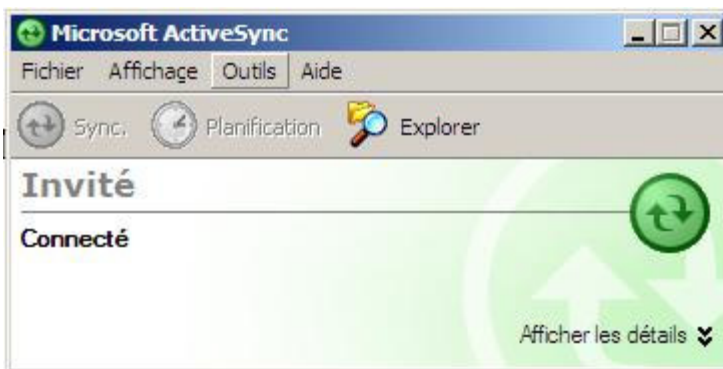 Microsoft ActiveSync
Fichier Affichage Outils Aide
Sync. Planification Explorer
Invité
Connecté
Afficher les détails